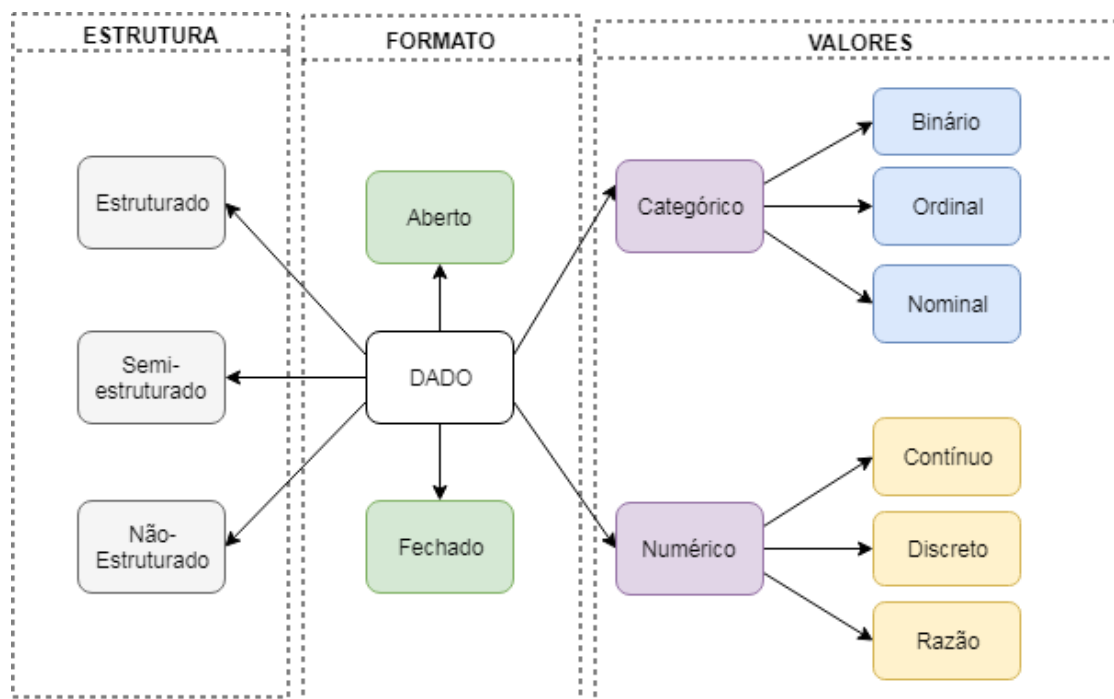 ESTRUTURA
FORMATO
VALORES
Estruturado
Semi-
estruturado
Não-
Estruturado
Aberto
DADO
Fechado
Categórico
Numérico
Binário
Ordinal
Nominal
Contínuo
Discreto
Razão